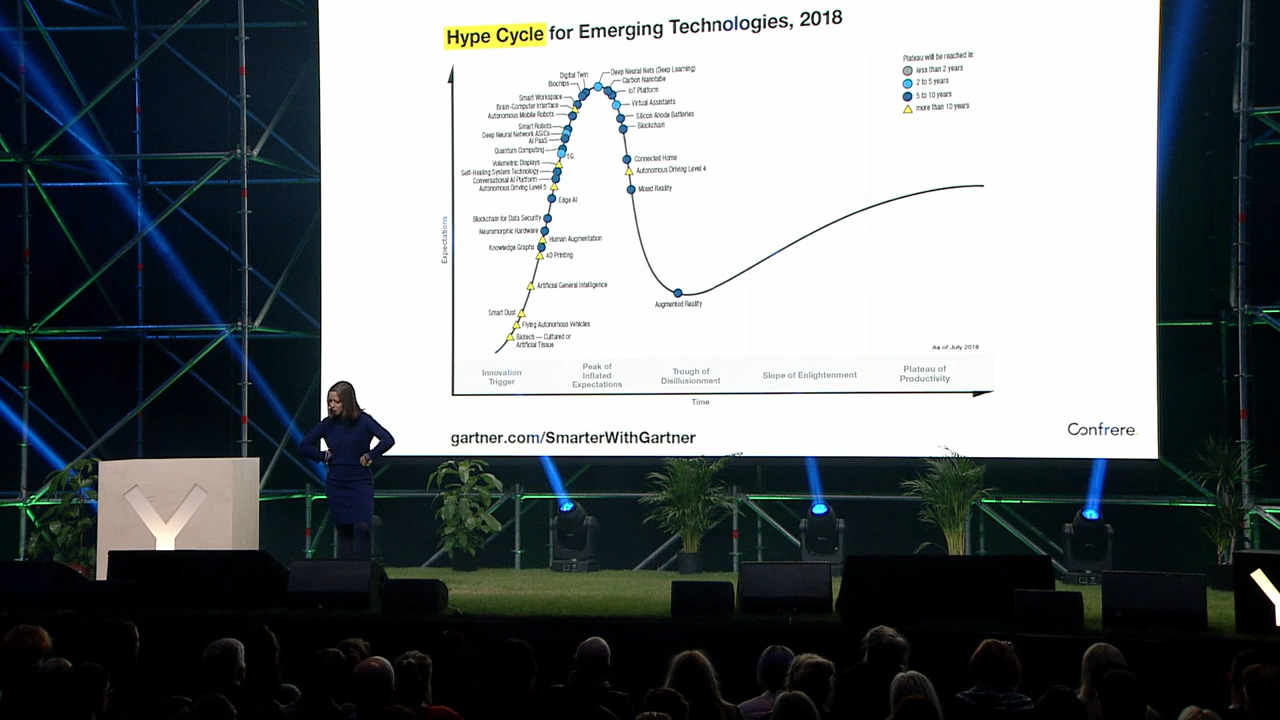 Hype Cycle for Emerging Technologies, 2018
Plateau will be reached in:
less than 2 years
2 to 5 years
5 to 10 years
more than 10 years
Expectations
Digital Twin
Biochips
Smart Workspace
Brain-Computer Interface
Autonomous Mobile Robots
Smart Robots
Deep Neural Network ASICs
AI PaaS
Quantum Computing
5G
Volumetric Displays
Self-Healing System Technology
Conversational AI Platform
Autonomous Driving Level 5
Edge AI
Blockchain for Data Security
Neuromorphic Hardware
Human Augmentation
Knowledge Graphs
4D Printing
Artificial General Intelligence
Smart Dust
Flying Autonomous Vehicles
Biotech — Cultured or
Artificial Tissue
Deep Neural Nets (Deep Learning)
Carbon Nanotube
IoT Platform
Virtual Assistants
Silicon Anode Batteries
Blockchain
Connected Home
Autonomous Driving Level 4
Mixed Reality
Augmented Reality
As of July 2018
Innovation
Trigger
Peak of
Inflated
Expectations
Trough of
Disillusionment
Slope of Enlightenment
Plateau of
Productivity
Time
gartner.com/SmarterWithGartner
Confrere.
Y
Y